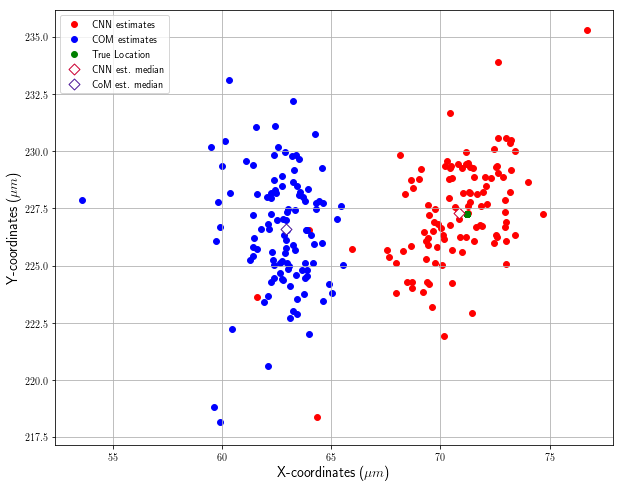 CNN estimates
COM estimates
True Location
CNN est. median
CoM est. median
235.0
232.5
230.0
227.5
225.0
222.5
220.0
217.5
Y-coordinates (μm)
55
60
65
70
75
X-coordinates (μm)